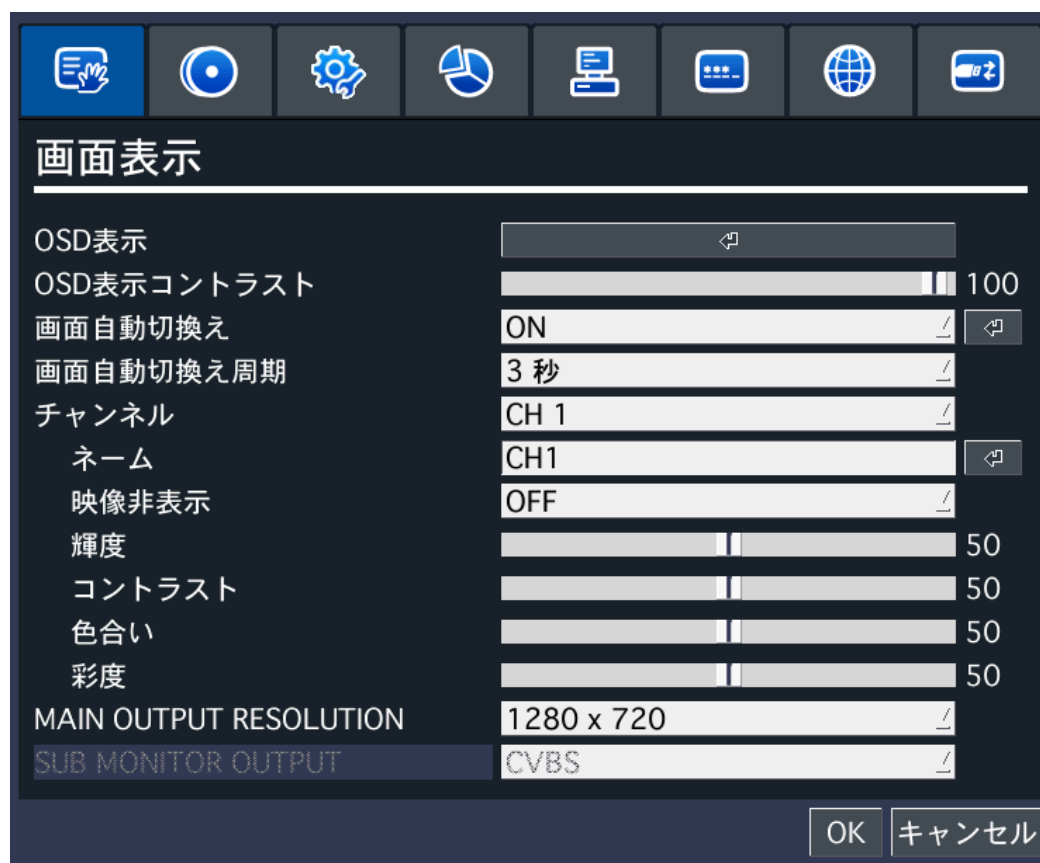 ***_
画面表示
OSD表示
OSD表示コントラスト 100
画面自動切換え ON
画面自動切換え周期 3 秒
チャンネル CH 1
ネーム CH1
映像非表示 OFF
輝度 50
コントラスト 50
色合い 50
彩度 50
MAIN OUTPUT RESOLUTION 1280 x 720
SUB MONITOR OUTPUT CVBS
OK キャンセル